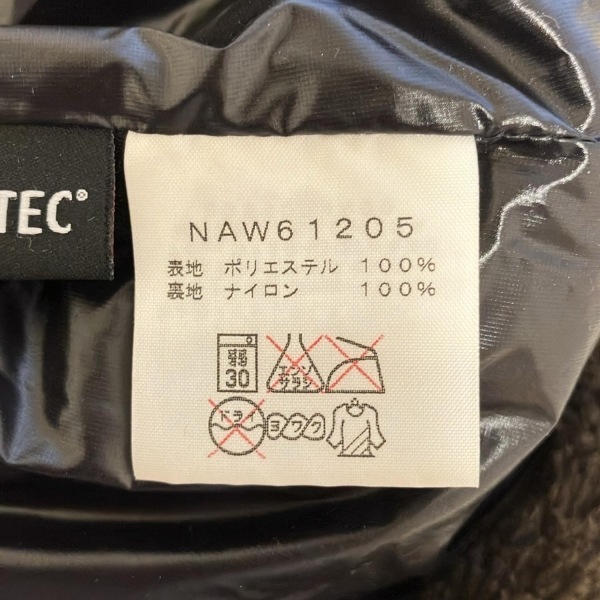 TEC®
NAW61205
表地 ポリエステル 100%
裏地 ナイロン 100%
弱
30
エンソ
サラシ
ドライ
ヨワク